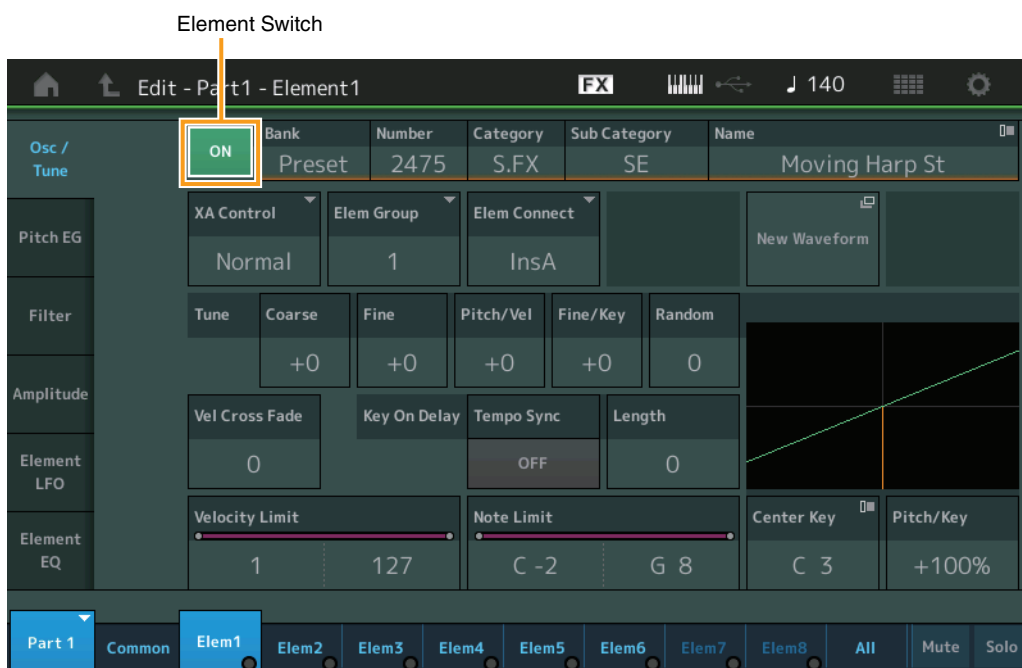 Element Switch
Edit - Part1 - Element1
FX
140
Osc /
Tune
Pitch EG
Filter
Amplitude
Element
LFO
Element
EQ
ON
Bank
Preset
Number
2475
Category
S.FX
Sub Category
SE
Name
Moving Harp St
XA Control
Normal
Elem Group
1
Elem Connect
InsA
New Waveform
Tune
Coarse
+0
Fine
+0
Pitch/Vel
+0
Fine/Key
+0
Random
0
Vel Cross Fade
0
Key On Delay
Tempo Sync
OFF
Length
0
Velocity Limit
1
127
Note Limit
C -2
G 8
Center Key
C 3
Pitch/Key
+100%
Part 1
Common
Elem1
Elem2
Elem3
Elem4
Elem5
Elem6
Elem7
Elem8
All
Mute
Solo